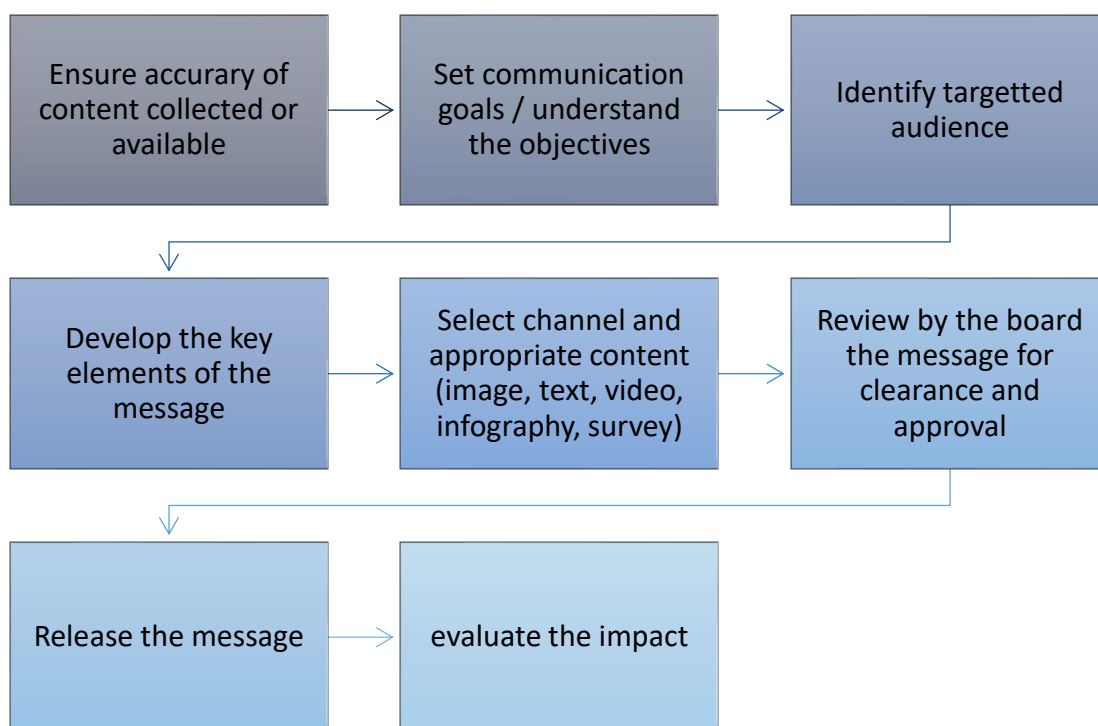 Ensure accurary of
content collected or
available
Set communication
goals / understand
the objectives
Identify targetted
audience
Develop the key
elements of the
message
Select channel and
appropriate content
(image, text, video,
infography, survey)
Review by the board
the message for
clearance and
approval
Release the message
evaluate the impact